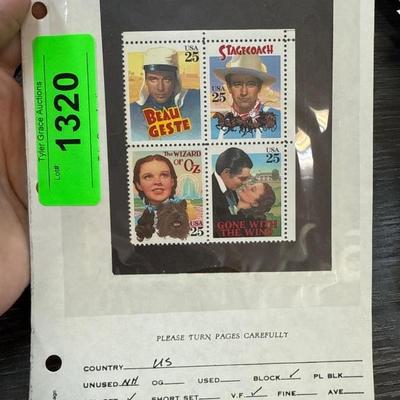 Tyler Grace Auctions
Lot#
1320
USA
25
BEAU
GESTE
STAGECOACH
USA
25
THE WIZARD
OF OZ
USA
25
USA
25
GONE WITH
THE WIND
PLEASE TURN PAGES CAREFULLY
COUNTRY US
UNUSED NH OG USED BLOCK ✓ PL BLK
SHORT SET V.F. ✓ FINE AVE